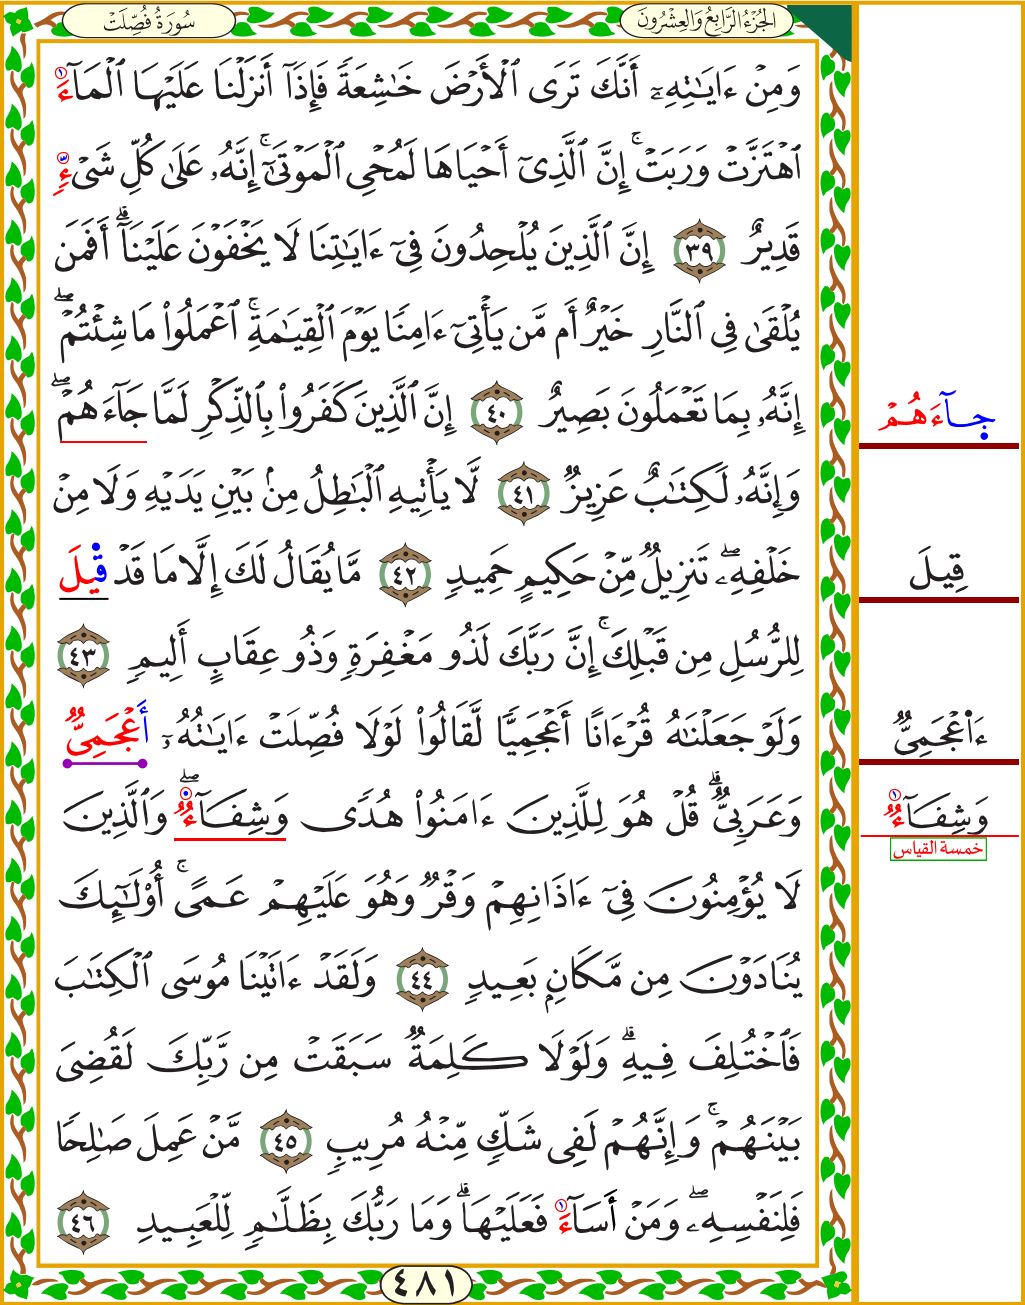 الجُزْءُ الرَّابِعُ وَالعِشْرُونَ
سُورَةُ فُصِّلَتْ
وَمِنْ ءَايَٰتِهِۦٓ أَنَّكَ تَرَى ٱلْأَرْضَ خَٰشِعَةً فَإِذَآ أَنزَلْنَا عَلَيْهَا ٱلْمَآءَ ١
ٱهْتَزَّتْ وَرَبَتْ ۚ إِنَّ ٱلَّذِىٓ أَحْيَاهَا لَمُحْىِ ٱلْمَوْتَىٰٓ ۚ إِنَّهُۥ عَلَىٰ كُلِّ شَىْءٍ
قَدِيرٌ ٣٩ إِنَّ ٱلَّذِينَ يُلْحِدُونَ فِىٓ ءَايَٰتِنَا لَا يَخْفَوْنَ عَلَيْنَآ ۗ أَفَمَن
يُلْقَىٰ فِى ٱلنَّارِ خَيْرٌ أَم مَّن يَأْتِىٓ ءَامِنًا يَوْمَ ٱلْقِيَٰمَةِ ۚ ٱعْمَلُوا۟ مَا شِئْتُمْ ۖ
إِنَّهُۥ بِمَا تَعْمَلُونَ بَصِيرٌ ٤٠ إِنَّ ٱلَّذِينَ كَفَرُوا۟ بِٱلذِّكْرِ لَمَّا جَآءَهُمْ ۖ
جآءَهُمْ
وَإِنَّهُۥ لَكِتَٰبٌ عَزِيزٌ ٤١ لَّا يَأْتِيهِ ٱلْبَٰطِلُ مِنۢ بَيْنِ يَدَيْهِ وَلَا مِنْ
خَلْفِهِۦ ۖ تَنزِيلٌ مِّنْ حَكِيمٍ حَمِيدٍ ٤٢ مَّا يُقَالُ لَكَ إِلَّا مَا قَدْ قِيلَ
قِيلَ
لِلرُّسُلِ مِن قَبْلِكَ ۚ إِنَّ رَبَّكَ لَذُو مَغْفِرَةٍ وَذُو عِقَابٍ أَلِيمٍ ٤٣
وَلَوْ جَعَلْنَٰهُ قُرْءَانًا أَعْجَمِيًّا لَّقَالُوا۟ لَوْلَا فُصِّلَتْ ءَايَٰتُهُۥٓ أَعْجَمِىٌّ
ءَا۬عْجَمِىٌّ
وَعَرَبِىٌّ ۗ قُلْ هُوَ لِلَّذِينَ ءَامَنُوا۟ هُدًى وَشِفَآءٌ ۖ وَٱلَّذِينَ
وَشِفَآءٌ ١
خمسة القياس
لَا يُؤْمِنُونَ فِىٓ ءَاذَانِهِمْ وَقْرٌ وَهُوَ عَلَيْهِمْ عَمًى ۚ أُو۟لَٰٓئِكَ
يُنَادَوْنَ مِن مَّكَانٍۭ بَعِيدٍ ٤٤ وَلَقَدْ ءَاتَيْنَا مُوسَى ٱلْكِتَٰبَ
فَٱخْتُلِفَ فِيهِ ۗ وَلَوْلَا كَلِمَةٌ سَبَقَتْ مِن رَّبِّكَ لَقُضِىَ
بَيْنَهُمْ ۚ وَإِنَّهُمْ لَفِى شَكٍّ مِّنْهُ مُرِيبٍ ٤٥ مَّنْ عَمِلَ صَٰلِحًا
فَلِنَفْسِهِۦ ۖ وَمَنْ أَسَآءَ ١ فَعَلَيْهَا ۗ وَمَا رَبُّكَ بِظَلَّٰمٍ لِّلْعَبِيدِ ٤٦
٤٨١